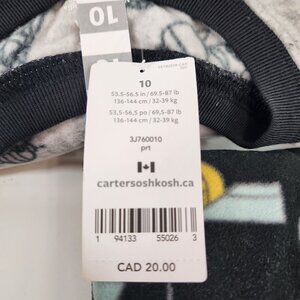 10
10
10
53.5-56.5 in / 69.5-87 lb
136-144 cm / 32-39 kg
53,5-56,5 po / 69,5-87 lb
136-144 cm / 32-39 kg
3J760010
prt
cartersoshkosh.ca
1 94133 55026 3
CAD 20.00